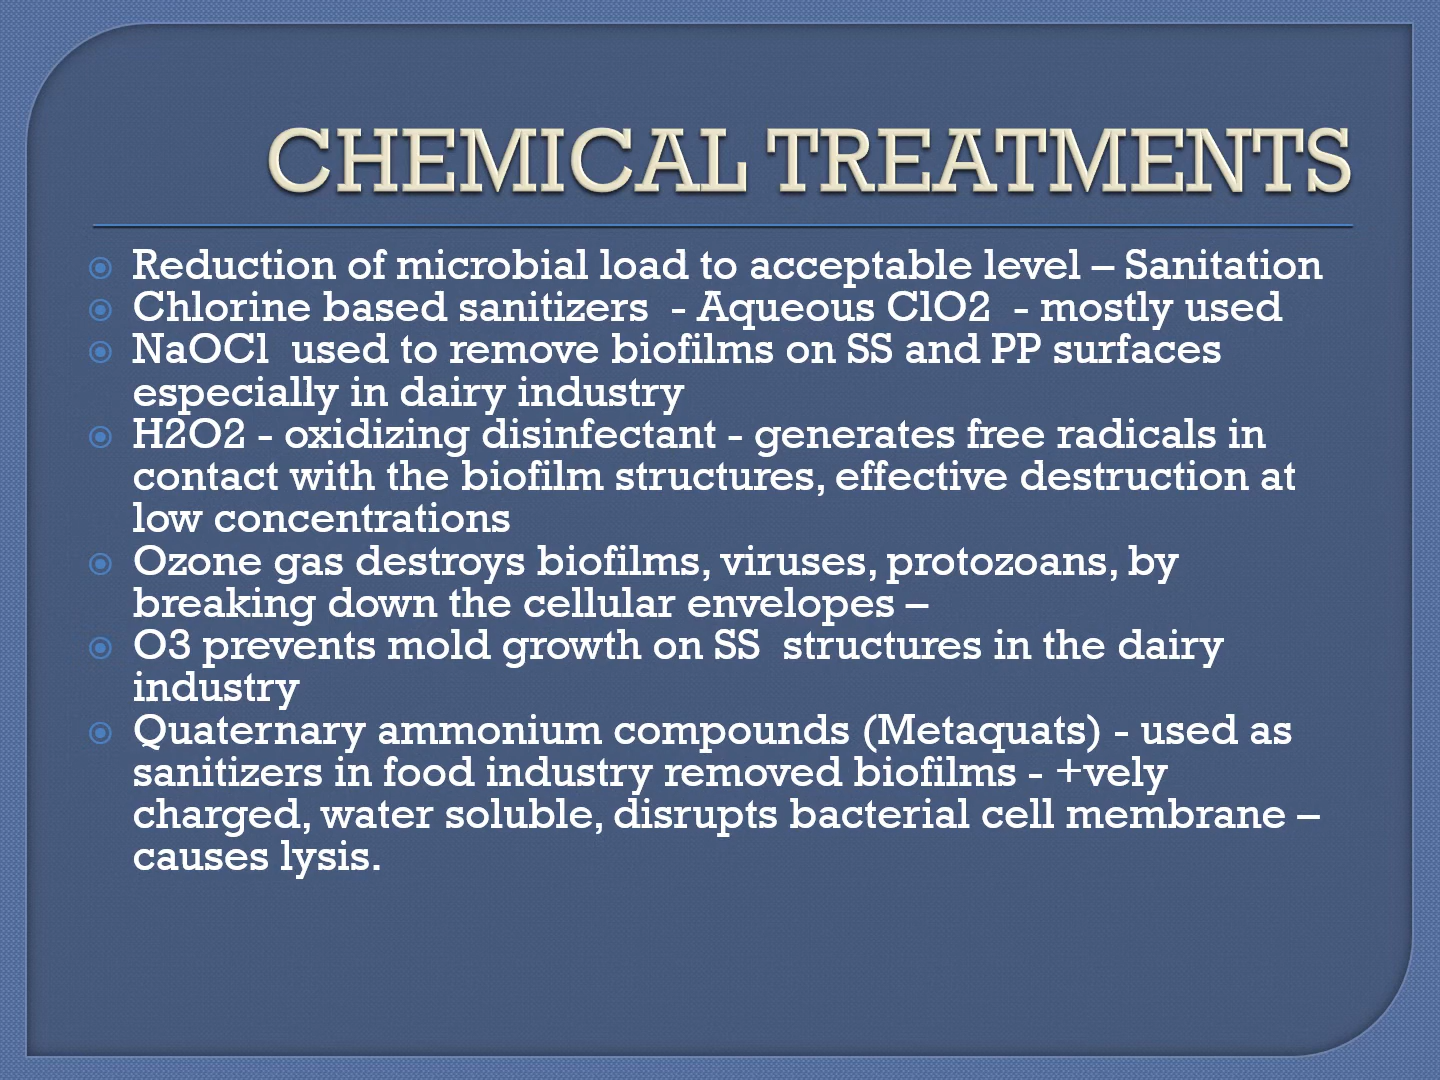 CHEMICAL TREATMENTS
Reduction of microbial load to acceptable level – Sanitation
Chlorine based sanitizers  - Aqueous ClO2  - mostly used
NaOCl  used to remove biofilms on SS and PP surfaces
especially in dairy industry
H2O2 - oxidizing disinfectant - generates free radicals in
contact with the biofilm structures, effective destruction at
low concentrations
Ozone gas destroys biofilms, viruses, protozoans, by
breaking down the cellular envelopes –
O3 prevents mold growth on SS  structures in the dairy
industry
Quaternary ammonium compounds (Metaquats) - used as
sanitizers in food industry removed biofilms - +vely
charged, water soluble, disrupts bacterial cell membrane –
causes lysis.